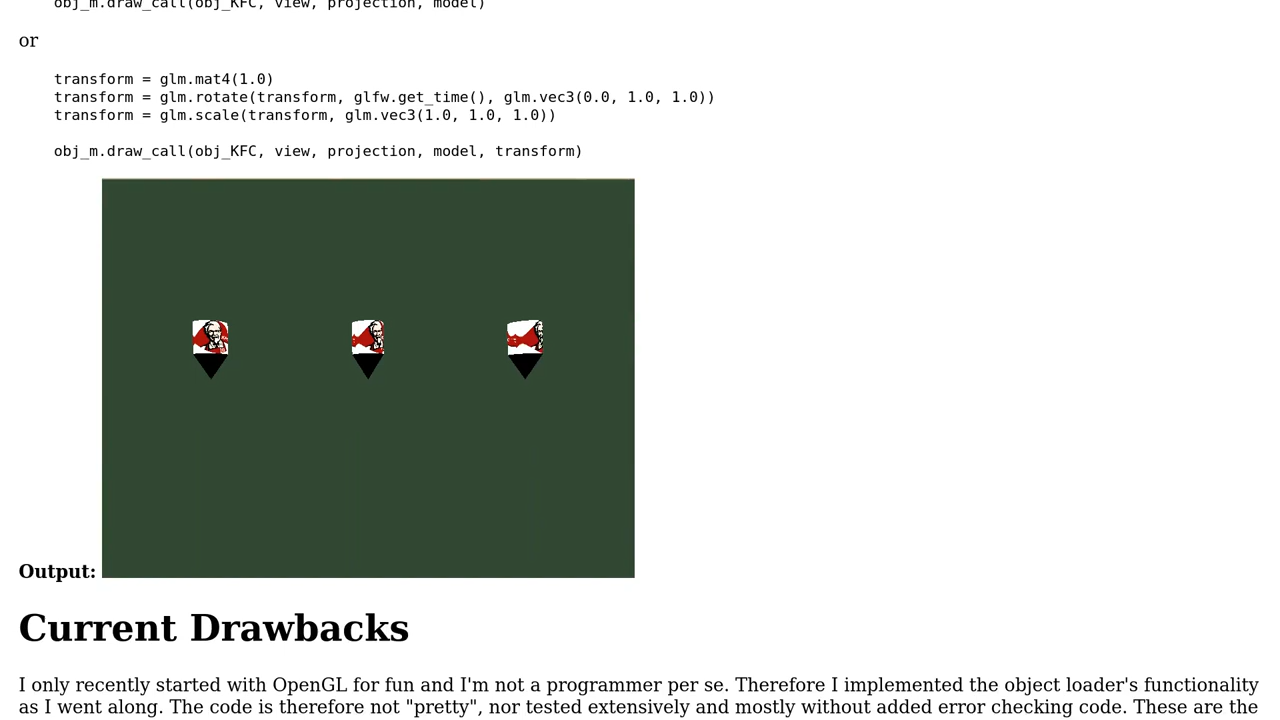 obj_m.draw_call(obj_KFC, view, projection, model)
or
transform = glm.mat4(1.0)
transform = glm.rotate(transform, glfw.get_time(), glm.vec3(0.0, 1.0, 1.0))
transform = glm.scale(transform, glm.vec3(1.0, 1.0, 1.0))
obj_m.draw_call(obj_KFC, view, projection, model, transform)
Output:
Current Drawbacks
I only recently started with OpenGL for fun and I'm not a programmer per se. Therefore I implemented the object loader's functionality
as I went along. The code is therefore not "pretty", nor tested extensively and mostly without added error checking code. These are the